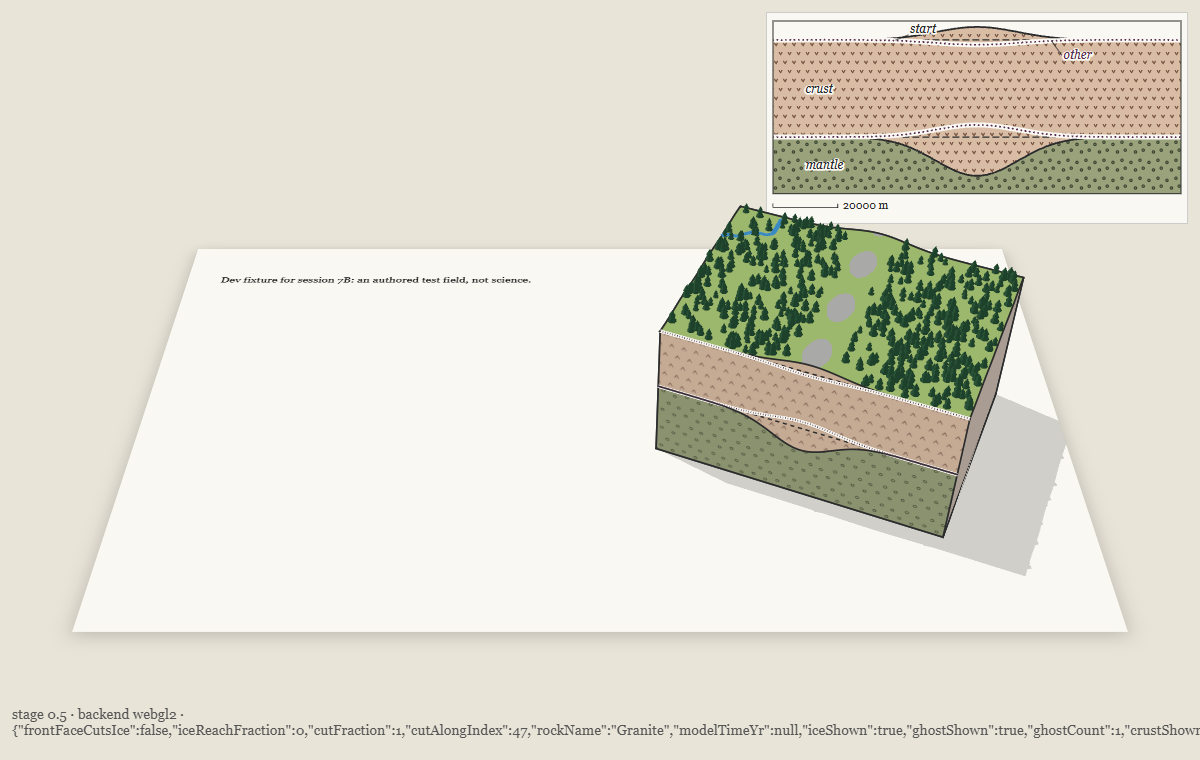 start
other
crust
mantle
20000 m
Dev fixture for session 7B: an authored test field, not science.
stage 0.5 · backend webgl2 ·
{"frontFaceCutsIce":false,"iceReachFraction":0,"cutFraction":1,"cutAlongIndex":47,"rockName":"Granite","modelTimeYr":null,"iceShown":true,"ghostShown":true,"ghostCount":1,"crustShown